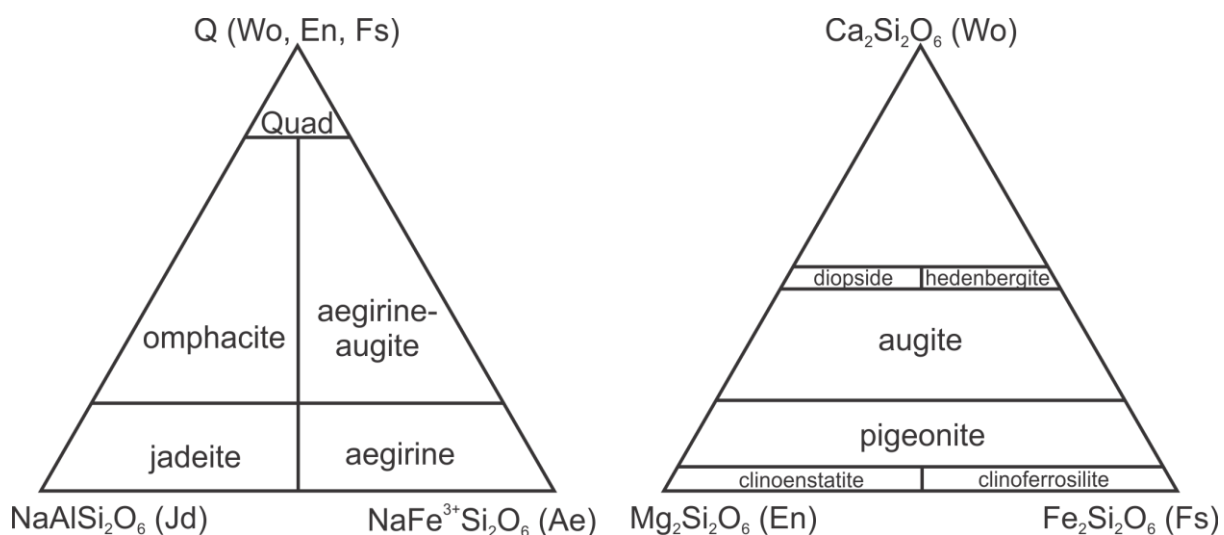 Q (Wo, En, Fs)
Quad
omphacite
aegirine-
augite
jadeite
aegirine
NaAlSi₂O₆ (Jd)
NaFe³⁺Si₂O₆ (Ae)
Ca₂Si₂O₆ (Wo)
diopside
hedenbergite
augite
pigeonite
clinoenstatite
clinoferrosilite
Mg₂Si₂O₆ (En)
Fe₂Si₂O₆ (Fs)